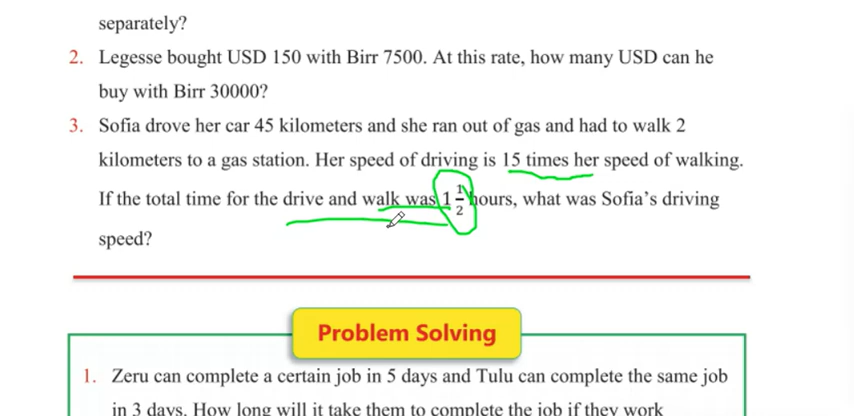 separately?
2. Legesse bought USD 150 with Birr 7500. At this rate, how many USD can he
buy with Birr 30000?
3. Sofia drove her car 45 kilometers and she ran out of gas and had to walk 2
kilometers to a gas station. Her speed of driving is 15 times her speed of walking.
If the total time for the drive and walk was 1 1/2 hours, what was Sofia's driving
speed?
Problem Solving
1. Zeru can complete a certain job in 5 days and Tulu can complete the same job
in 3 days. How long will it take them to complete the job if they work